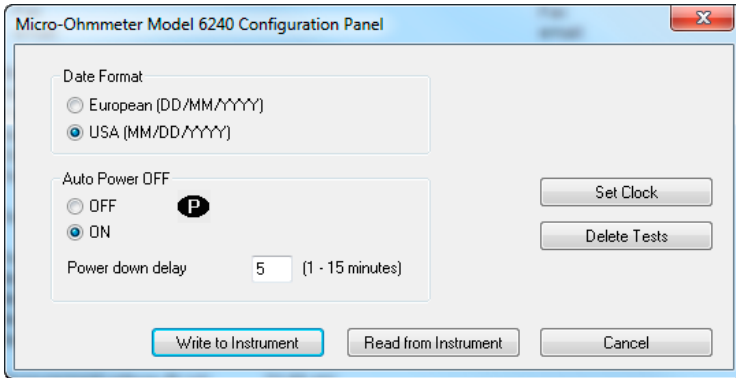 Micro-Ohmmeter Model 6240 Configuration Panel
Date Format
European (DD/MM/YYYY)
USA (MM/DD/YYYY)
Auto Power OFF
OFF
P
ON
Power down delay 5 (1 - 15 minutes)
Set Clock
Delete Tests
Write to Instrument Read from Instrument Cancel